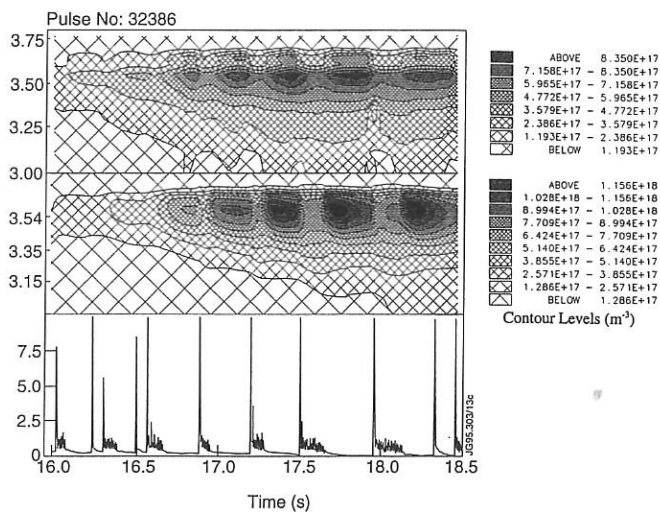 Pulse No: 32386
3.75
3.50
3.25
3.00
3.54
3.35
3.15
7.5
5.0
2.5
0
16.0 16.5 17.0 17.5 18.0 18.5
Time (s)
JG95.303/13c
ABOVE 8.350E+17
7.158E+17 - 8.350E+17
5.965E+17 - 7.158E+17
4.772E+17 - 5.965E+17
3.579E+17 - 4.772E+17
2.386E+17 - 3.579E+17
1.193E+17 - 2.386E+17
BELOW 1.193E+17
ABOVE 1.156E+18
1.028E+18 - 1.156E+18
8.994E+17 - 1.028E+18
7.709E+17 - 8.994E+17
6.424E+17 - 7.709E+17
5.140E+17 - 6.424E+17
3.855E+17 - 5.140E+17
2.571E+17 - 3.855E+17
1.286E+17 - 2.571E+17
BELOW 1.286E+17
Contour Levels (m⁻³)